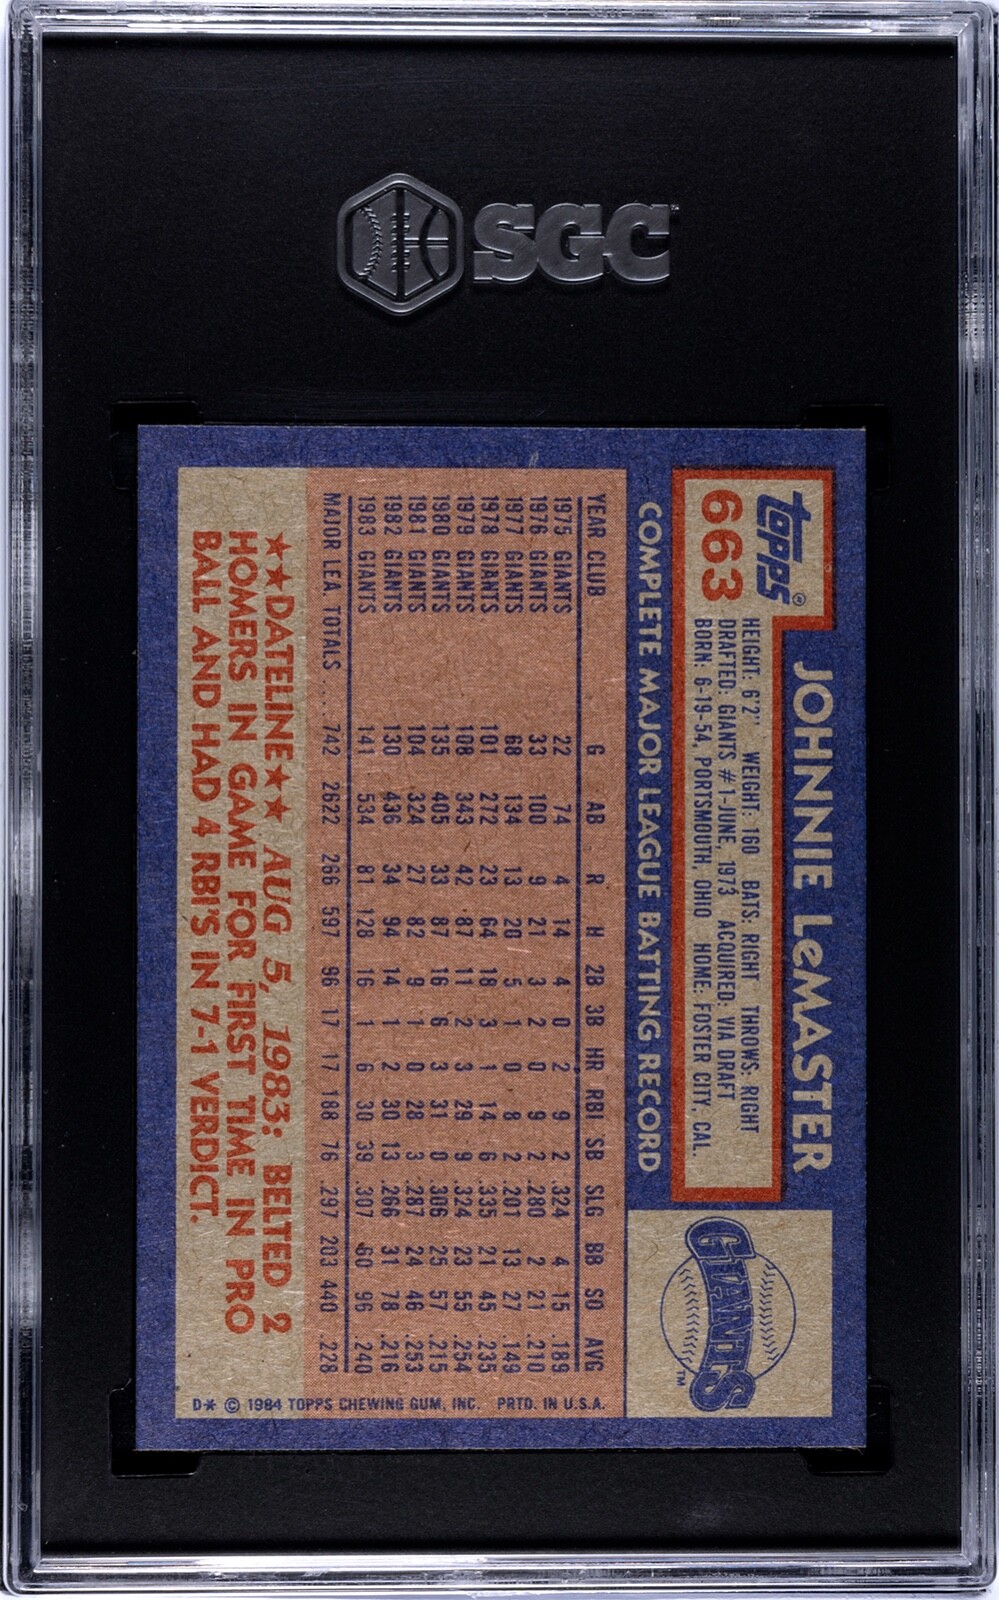 SGC
topps®
663
JOHNNIE LeMASTER
HEIGHT: 6'2" WEIGHT: 160 BATS: RIGHT THROWS: RIGHT
DRAFTED: GIANTS #1-JUNE, 1973 ACQUIRED: VIA DRAFT
BORN: 6-19-54, PORTSMOUTH, OHIO HOME: FOSTER CITY, CAL.
GIANTS™
COMPLETE MAJOR LEAGUE BATTING RECORD
YEAR CLUB G AB R H 2B 3B HR RBI SB SLG BB SO AVG
1975 GIANTS 22 74 4 14 4 0 2 9 2 .324 4 15 .189
1976 GIANTS 33 100 9 21 3 2 0 9 2 .280 2 21 .210
1977 GIANTS 68 134 13 20 5 1 0 8 2 .201 13 27 .149
1978 GIANTS 101 272 23 64 18 3 1 14 6 .335 21 45 .235
1979 GIANTS 108 343 42 87 11 2 3 29 9 .324 23 55 .254
1980 GIANTS 135 405 33 87 16 6 3 31 0 .306 25 57 .215
1981 GIANTS 104 324 27 82 9 1 0 28 3 .287 24 46 .253
1982 GIANTS 130 436 34 94 14 1 2 30 13 .266 31 78 .216
1983 GIANTS 141 534 81 128 16 1 6 30 39 .307 60 96 .240
MAJOR LEA. TOTALS.... 742 2622 266 597 96 17 17 188 76 .297 203 440 .228
★★DATELINE★★ AUG 5, 1983: BELTED 2
HOMERS IN GAME FOR FIRST TIME IN PRO
BALL AND HAD 4 RBI'S IN 7-1 VERDICT.
D* © 1984 TOPPS CHEWING GUM, INC. PRTD. IN U.S.A.